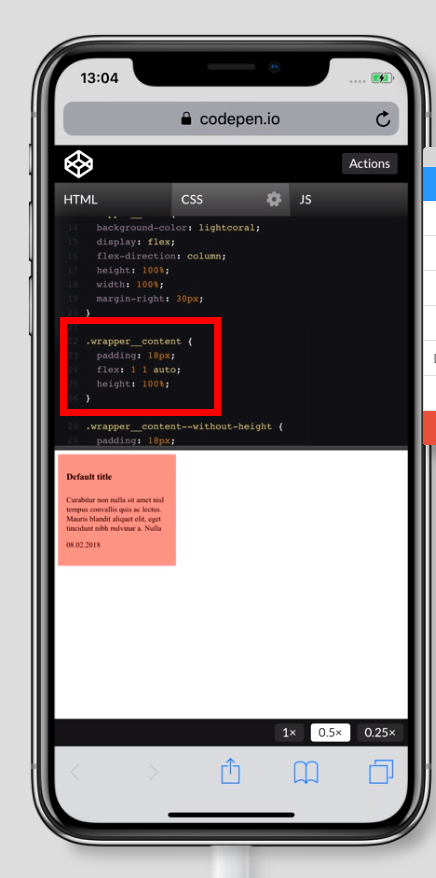 13:04
codepen.io
Actions
HTML CSS JS
14 background-color: lightcoral;
15 display: flex;
16 flex-direction: column;
17 height: 100%;
18 width: 100%;
19 margin-right: 30px;
20 }
21
22 .wrapper__content {
23 padding: 18px;
24 flex: 1 1 auto;
25 height: 100%;
26 }
28 .wrapper__content--without-height {
29 padding: 18px;
Default title
Curabitur non nulla sit amet nisl
tempus convallis quis ac lectus.
Mauris blandit aliquet elit, eget
tincidunt nibh pulvinar a. Nulla
08.02.2018
1× 0.5× 0.25×